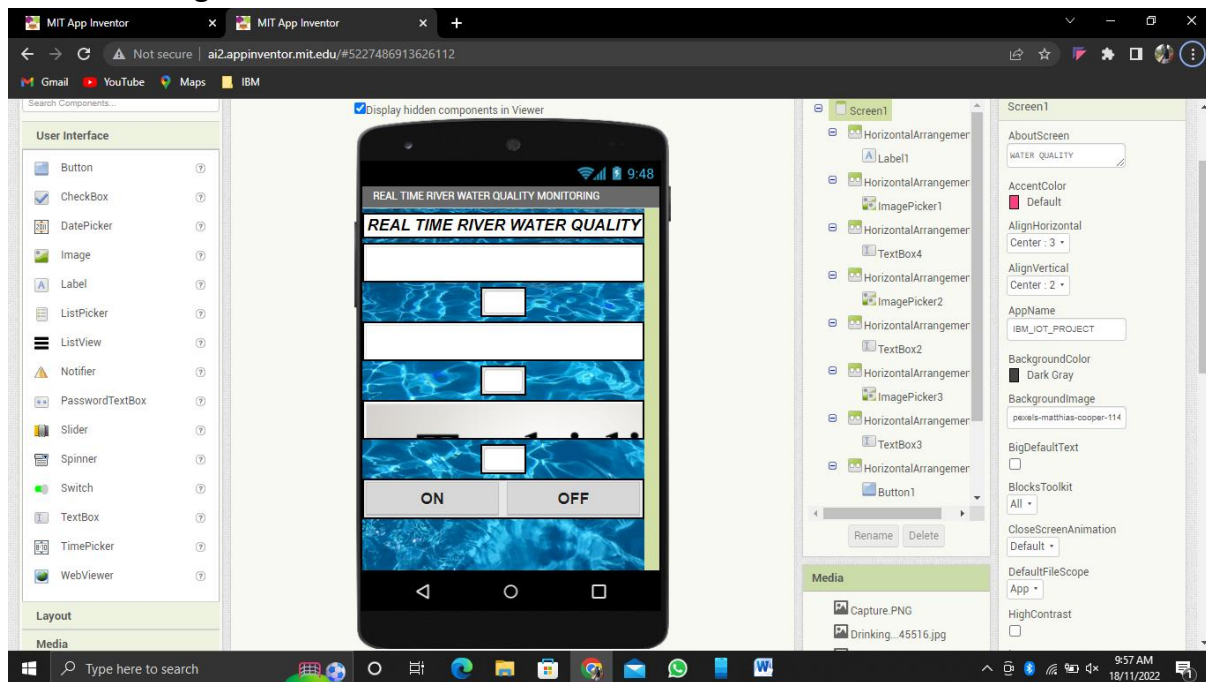 MIT App Inventor
MIT App Inventor
Not secure
ai2.appinventor.mit.edu/#5227486913626112
Gmail
YouTube
Maps
IBM
Search Components...
User Interface
Button
CheckBox
DatePicker
Image
Label
ListPicker
ListView
Notifier
PasswordTextBox
Slider
Spinner
Switch
TextBox
TimePicker
WebViewer
Layout
Media
Display hidden components in Viewer
9:48
REAL TIME RIVER WATER QUALITY MONITORING
REAL TIME RIVER WATER QUALITY
ON OFF
Screen1
HorizontalArrangemer
Label1
HorizontalArrangemer
ImagePicker1
HorizontalArrangemer
TextBox4
HorizontalArrangemer
ImagePicker2
HorizontalArrangemer
TextBox2
HorizontalArrangemer
ImagePicker3
HorizontalArrangemer
TextBox3
HorizontalArrangemer
Button1
Rename Delete
Media
Capture.PNG
Drinking...45516.jpg
Screen1
AboutScreen
WATER QUALITY
AccentColor
Default
AlignHorizontal
Center : 3
AlignVertical
Center : 2
AppName
IBM_IOT_PROJECT
BackgroundColor
Dark Gray
BackgroundImage
pexels-matthias-cooper-114
BigDefaultText
BlocksToolkit
All
CloseScreenAnimation
Default
DefaultFileScope
App
HighContrast
Type here to search
9:57 AM
18/11/2022